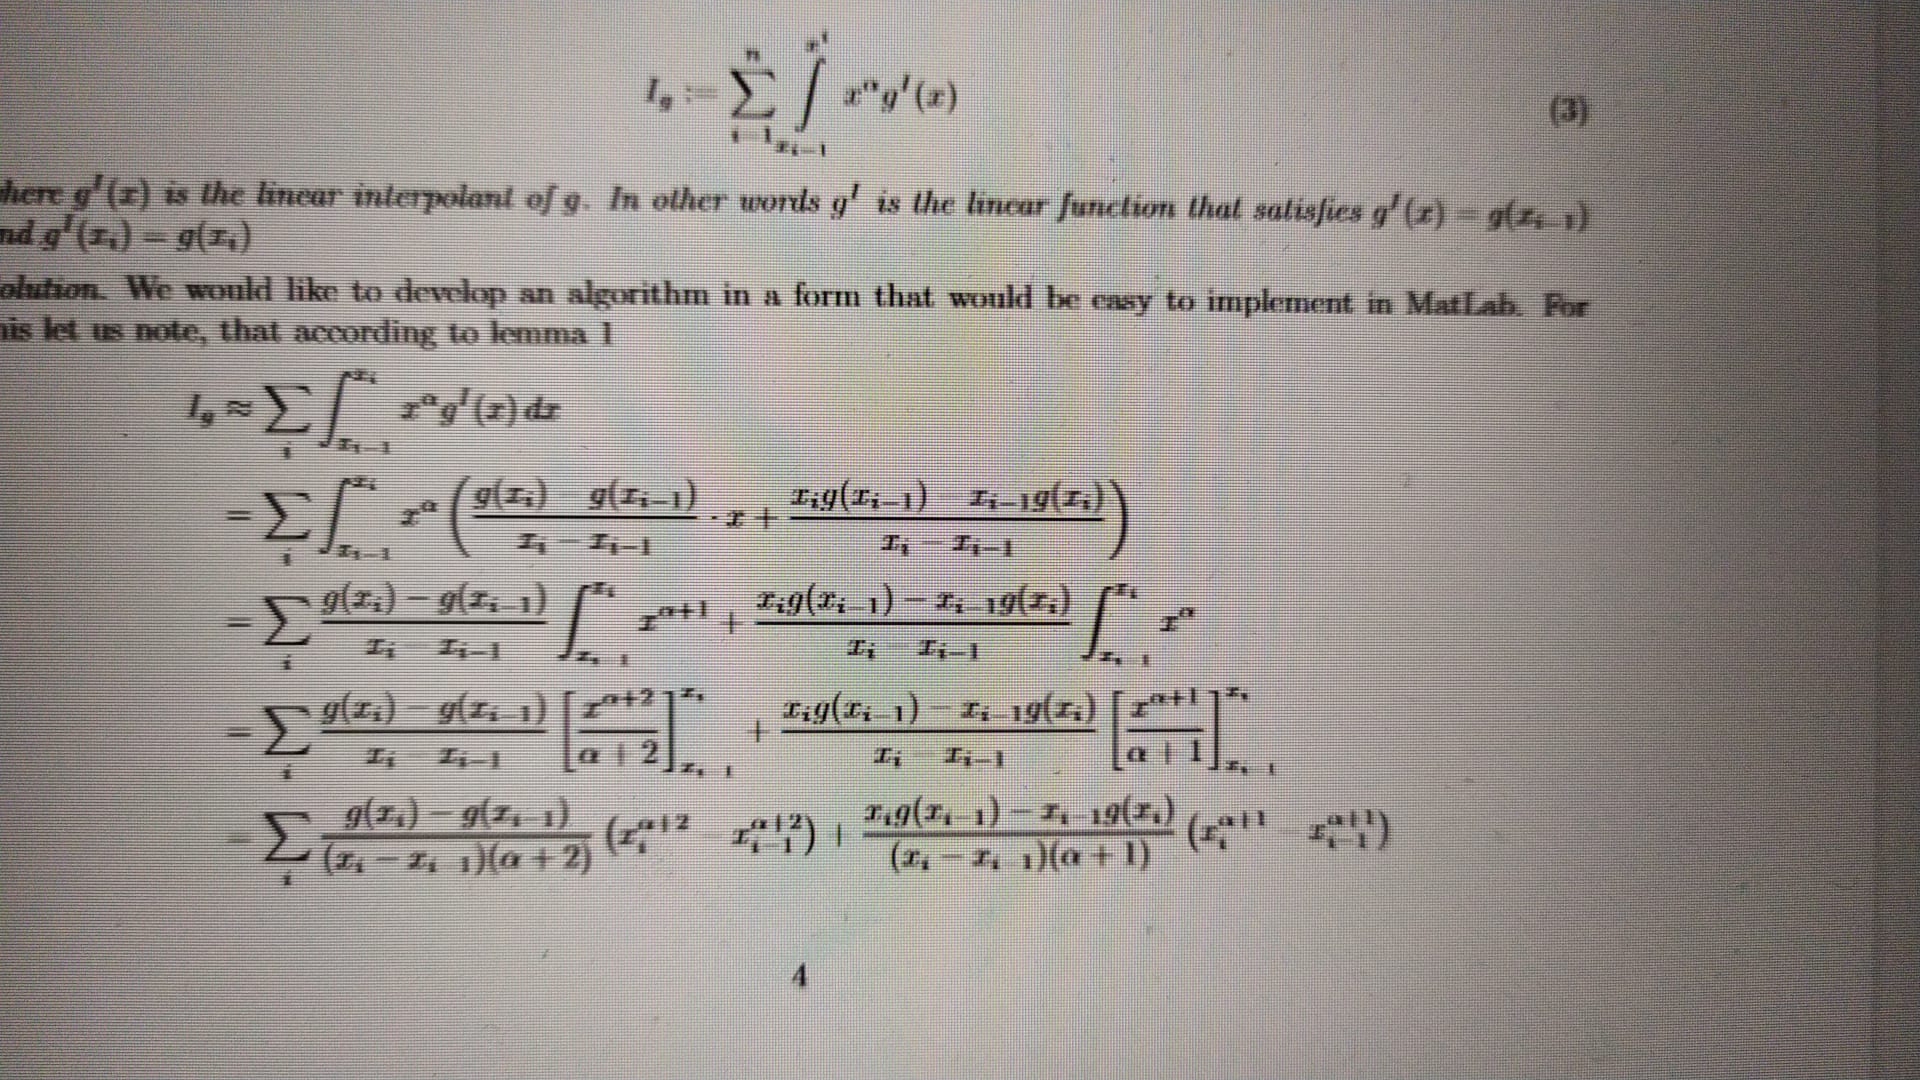 I_g := \sum_{i=1}^{n} \int_{x_{i-1}}^{x^i} x^α g^I(x) (3)
here g^I(x) is the linear interpolant of g. In other words g^I is the linear function that satisfies g^I(x) = g(x_{i-1})
nd g^I(x_i) = g(x_i)
olution. We would like to develop an algorithm in a form that would be easy to implement in MatLab. For
his let us note, that according to lemma 1
I_g ≈ \sum_i \int_{x_{i-1}}^{x_i} x^α g^I(x) dx
= \sum_i \int_{x_{i-1}}^{x_i} x^α \left( \frac{g(x_i) - g(x_{i-1})}{x_i - x_{i-1}} · x + \frac{x_i g(x_{i-1}) - x_{i-1} g(x_i)}{x_i - x_{i-1}} \right)
= \sum_i \frac{g(x_i) - g(x_{i-1})}{x_i - x_{i-1}} \int_{x_{i-1}}^{x_i} x^{α+1} + \frac{x_i g(x_{i-1}) - x_{i-1} g(x_i)}{x_i - x_{i-1}} \int_{x_{i-1}}^{x_i} x^α
= \sum_i \frac{g(x_i) - g(x_{i-1})}{x_i - x_{i-1}} \left[ \frac{x^{α+2}}{α+2} \right]_{x_{i-1}}^{x_i} + \frac{x_i g(x_{i-1}) - x_{i-1} g(x_i)}{x_i - x_{i-1}} \left[ \frac{x^{α+1}}{α+1} \right]_{x_{i-1}}^{x_i}
= \sum_i \frac{g(x_i) - g(x_{i-1})}{(x_i - x_{i-1})(α+2)} (x_i^{α+2} - x_{i-1}^{α+2}) + \frac{x_i g(x_{i-1}) - x_{i-1} g(x_i)}{(x_i - x_{i-1})(α+1)} (x_i^{α+1} - x_{i-1}^{α+1})
4